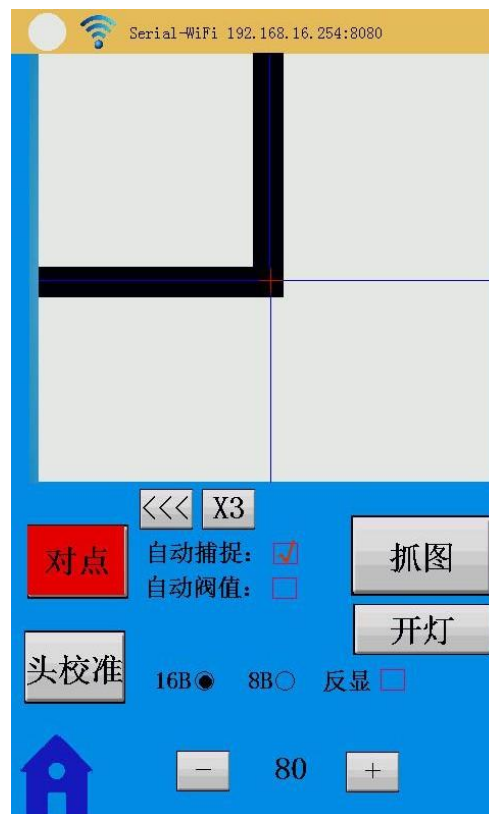 Serial-WiFi 192.168.16.254:8080
<<< X3
对点 自动捕捉: 抓图
自动阀值:
开灯
头校准 16B 8B 反显
- 80 +